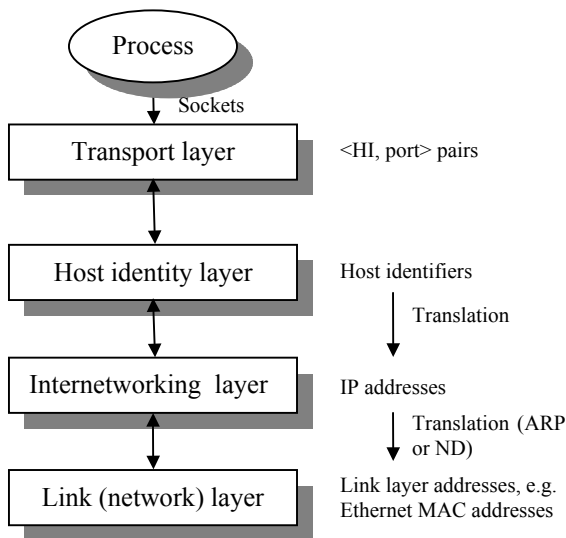 Process
Sockets
Transport layer
<HI, port> pairs
Host identity layer
Host identifiers
Translation
Internetworking layer
IP addresses
Translation (ARP
or ND)
Link (network) layer
Link layer addresses, e.g.
Ethernet MAC addresses